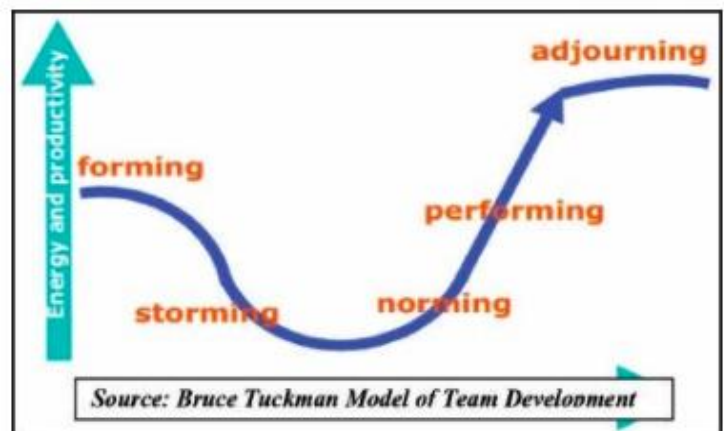 adjourning
forming
Energy and productivity
performing
storming
norming
Source: Bruce Tuckman Model of Team Development